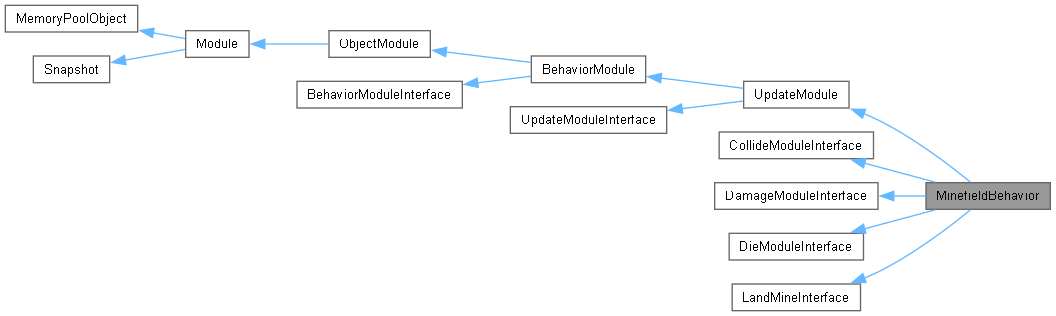 MemoryPoolObject
Module
ObjectModule
Snapshot
BehaviorModule
BehaviorModuleInterface
UpdateModule
UpdateModuleInterface
CollideModuleInterface
DamageModuleInterface
MinefieldBehavior
DieModuleInterface
LandMineInterface